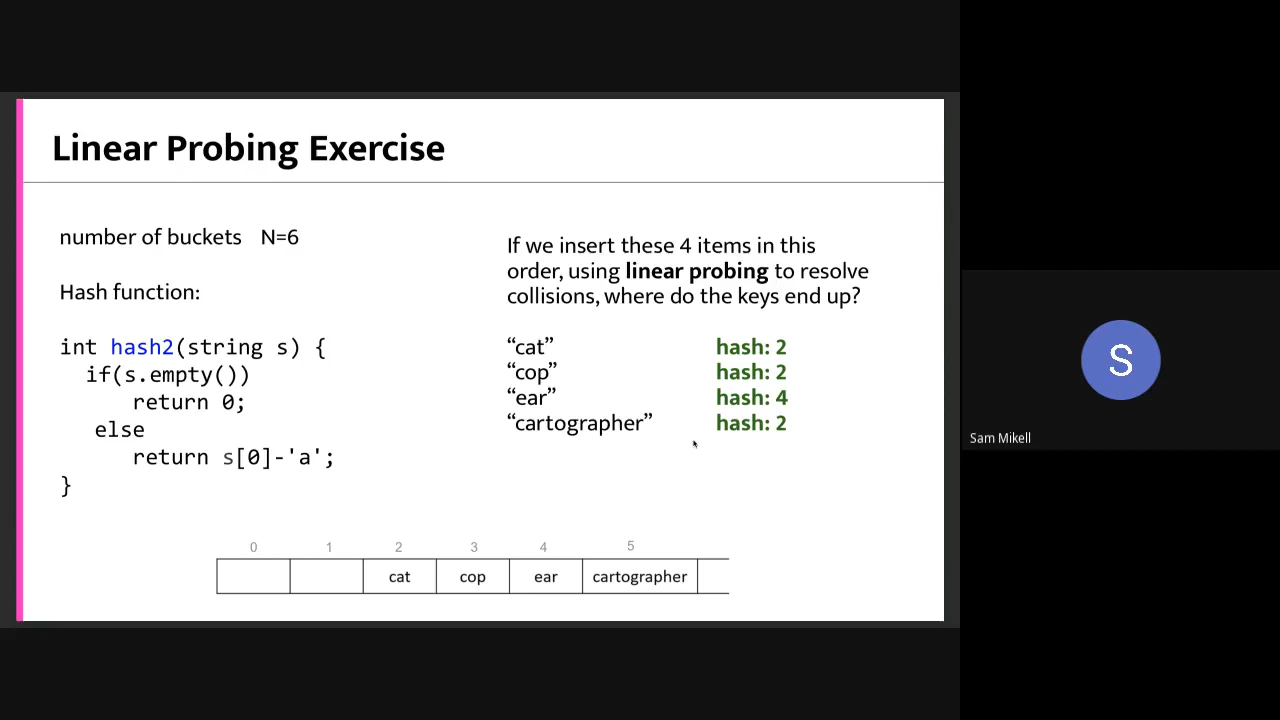 Linear Probing Exercise
number of buckets N=6
Hash function:
int hash2(string s) {
if(s.empty())
return 0;
else
return s[0]-'a';
}
If we insert these 4 items in this
order, using linear probing to resolve
collisions, where do the keys end up?
“cat” hash: 2
“cop” hash: 2
“ear” hash: 4
“cartographer” hash: 2
0 1 2 3 4 5
cat cop ear cartographer
S
Sam Mikell